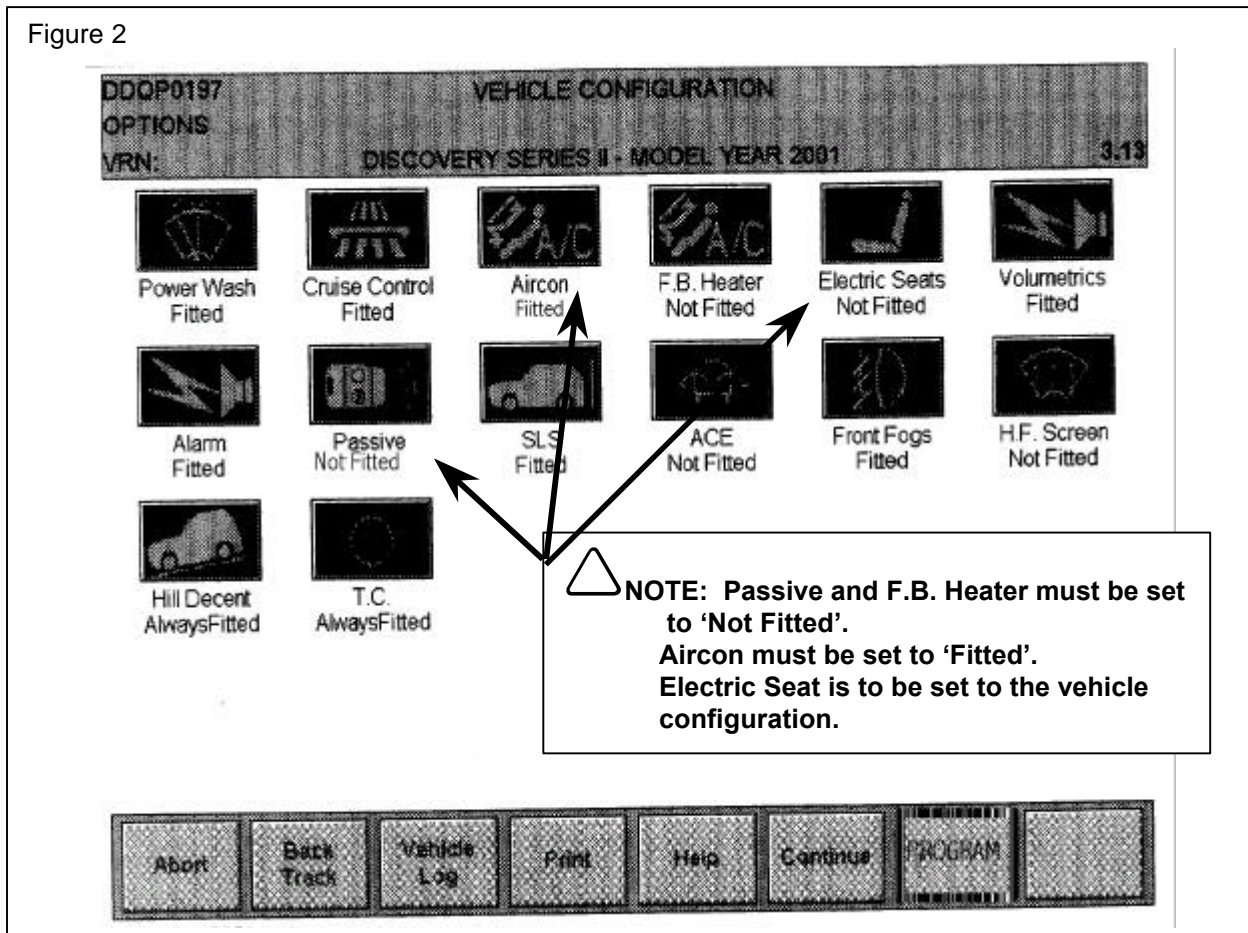 Figure 2
DDQP0197 VEHICLE CONFIGURATION
OPTIONS
VRN: DISCOVERY SERIES II - MODEL YEAR 2001 3.13
Power Wash Cruise Control Aircon F.B. Heater Electric Seats Volumetrics
Fitted Fitted Fiitted Not Fitted Not Fitted Fitted
A/C A/C
Alarm Passive SLS ACE Front Fogs H.F. Screen
Fitted Not Fitted Fitted Not Fitted Fitted Not Fitted
Hill Decent T.C.
AlwaysFitted AlwaysFitted
NOTE: Passive and F.B. Heater must be set
to ‘Not Fitted’.
Aircon must be set to ‘Fitted’.
Electric Seat is to be set to the vehicle
configuration.
Abort Back Track Vehicle Log Print Help Continue PROGRAM